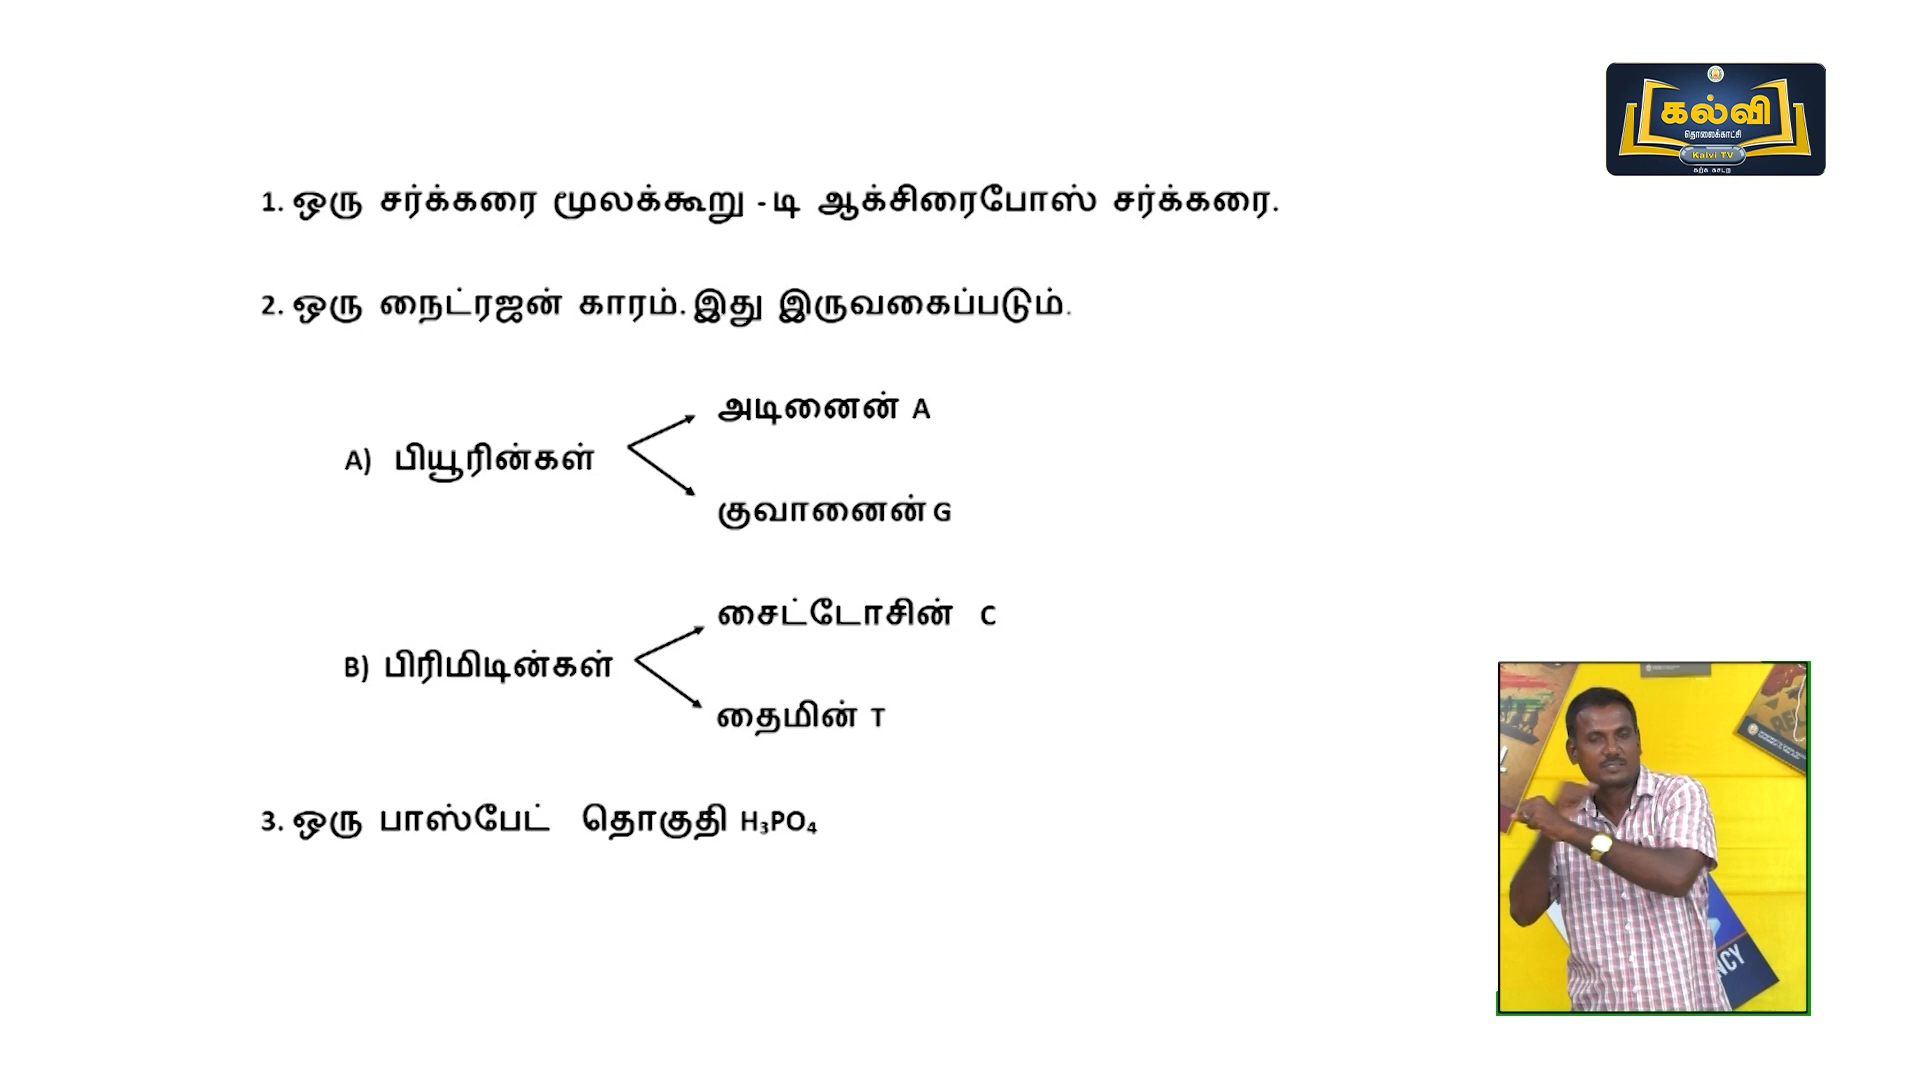 கல்வி
தொலைக்காட்சி
Kalvi TV
1. ஒரு சர்க்கரை மூலக்கூறு - டி ஆக்சிரைபோஸ் சர்க்கரை.
2. ஒரு நைட்ரஜன் காரம். இது இருவகைப்படும்.
அடினைன் A
A) பியூரின்கள்
குவானைன் G
சைட்டோசின் C
B) பிரிமிடின்கள்
தைமின் T
3. ஒரு பாஸ்பேட் தொகுதி H₃PO₄
NCY